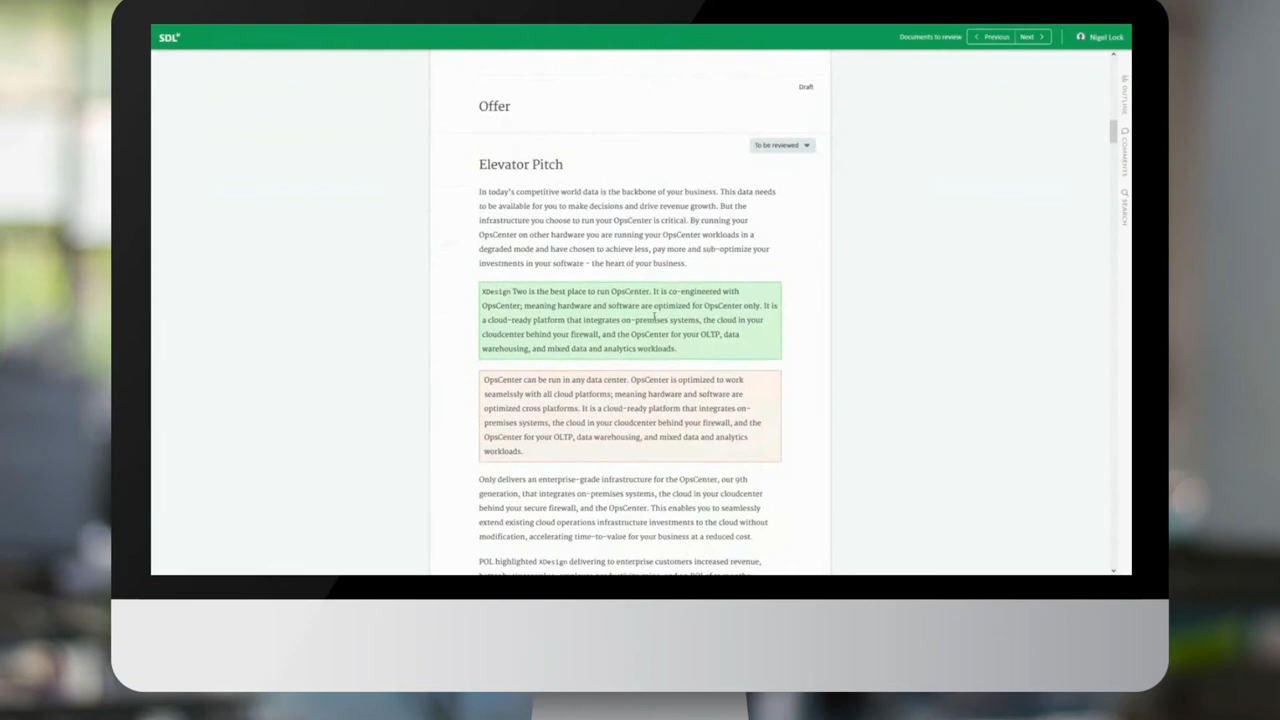 SDL*
Documents to review
Previous
Next
Nigel Lock
OUTLINE
COMMENTS
SEARCH
Draft
Offer
To be reviewed
Elevator Pitch
In today's competitive world data is the backbone of your business. This data needs
to be available for you to make decisions and drive revenue growth. But the
infrastructure you choose to run your OpsCenter is critical. By running your
OpsCenter on other hardware you are running your OpsCenter workloads in a
degraded mode and have chosen to achieve less, pay more and sub-optimize your
investments in your software - the heart of your business.
XDesign Two is the best place to run OpsCenter. It is co-engineered with
OpsCenter; meaning hardware and software are optimized for OpsCenter only. It is
a cloud-ready platform that integrates on-premises systems, the cloud in your
cloudcenter behind your firewall, and the OpsCenter for your OLTP, data
warehousing, and mixed data and analytics workloads.
OpsCenter can be run in any data center. OpsCenter is optimized to work
seamelssly with all cloud platforms; meaning hardware and software are
optimized cross platforms. It is a cloud-ready platform that integrates on-
premises systems, the cloud in your cloudcenter behind your firewall, and the
OpsCenter for your OLTP, data warehousing, and mixed data and analytics
workloads.
Only delivers an enterprise-grade infrastructure for the OpsCenter, our 9th
generation, that integrates on-premises systems, the cloud in your cloudcenter
behind your secure firewall, and the OpsCenter. This enables you to seamlessly
extend existing cloud operations infrastructure investments to the cloud without
modification, accelerating time-to-value for your business at a reduced cost.
POL highlighted XDesign delivering to enterprise customers increased revenue,